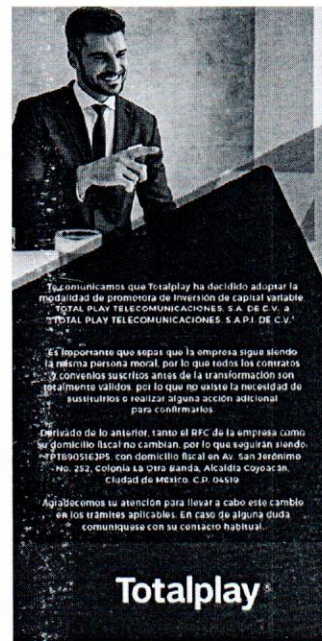 Te comunicamos que Totalplay ha decidido adoptar la
modalidad de promotora de inversión de capital variable
"TOTAL PLAY TELECOMUNICACIONES, S.A. DE C.V. a
TOTAL PLAY TELECOMUNICACIONES, S.A.P.I. DE C.V."
Es importante que sepas que la empresa sigue siendo
la misma persona moral, por lo que todos los contratos
y convenios suscritos antes de la transformación son
totalmente válidos, por lo que no existe la necesidad de
sustituirlos o realizar alguna acción adicional
para confirmarlos.
Derivado de lo anterior, tanto el RFC de la empresa como
su domicilio fiscal no cambian, por lo que seguirán siendo:
TPT890516JP5, con domicilio fiscal en Av. San Jerónimo
No. 252, Colonia La Otra Banda, Alcaldía Coyoacán,
Ciudad de México. C.P. 04519
Agradecemos su atención para llevar a cabo este cambio
en los trámites aplicables. En caso de alguna duda
comuníquese con su contacto habitual.
Totalplay